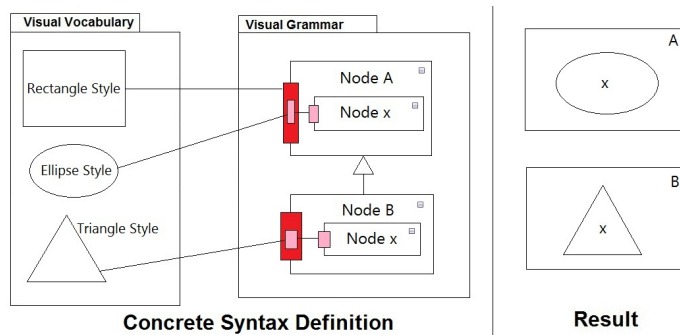 Visual Vocabulary
Rectangle Style
Ellipse Style
Triangle Style
Visual Grammar
Node A
Node x
Node B
Node x
Concrete Syntax Definition
A
x
B
x
Result